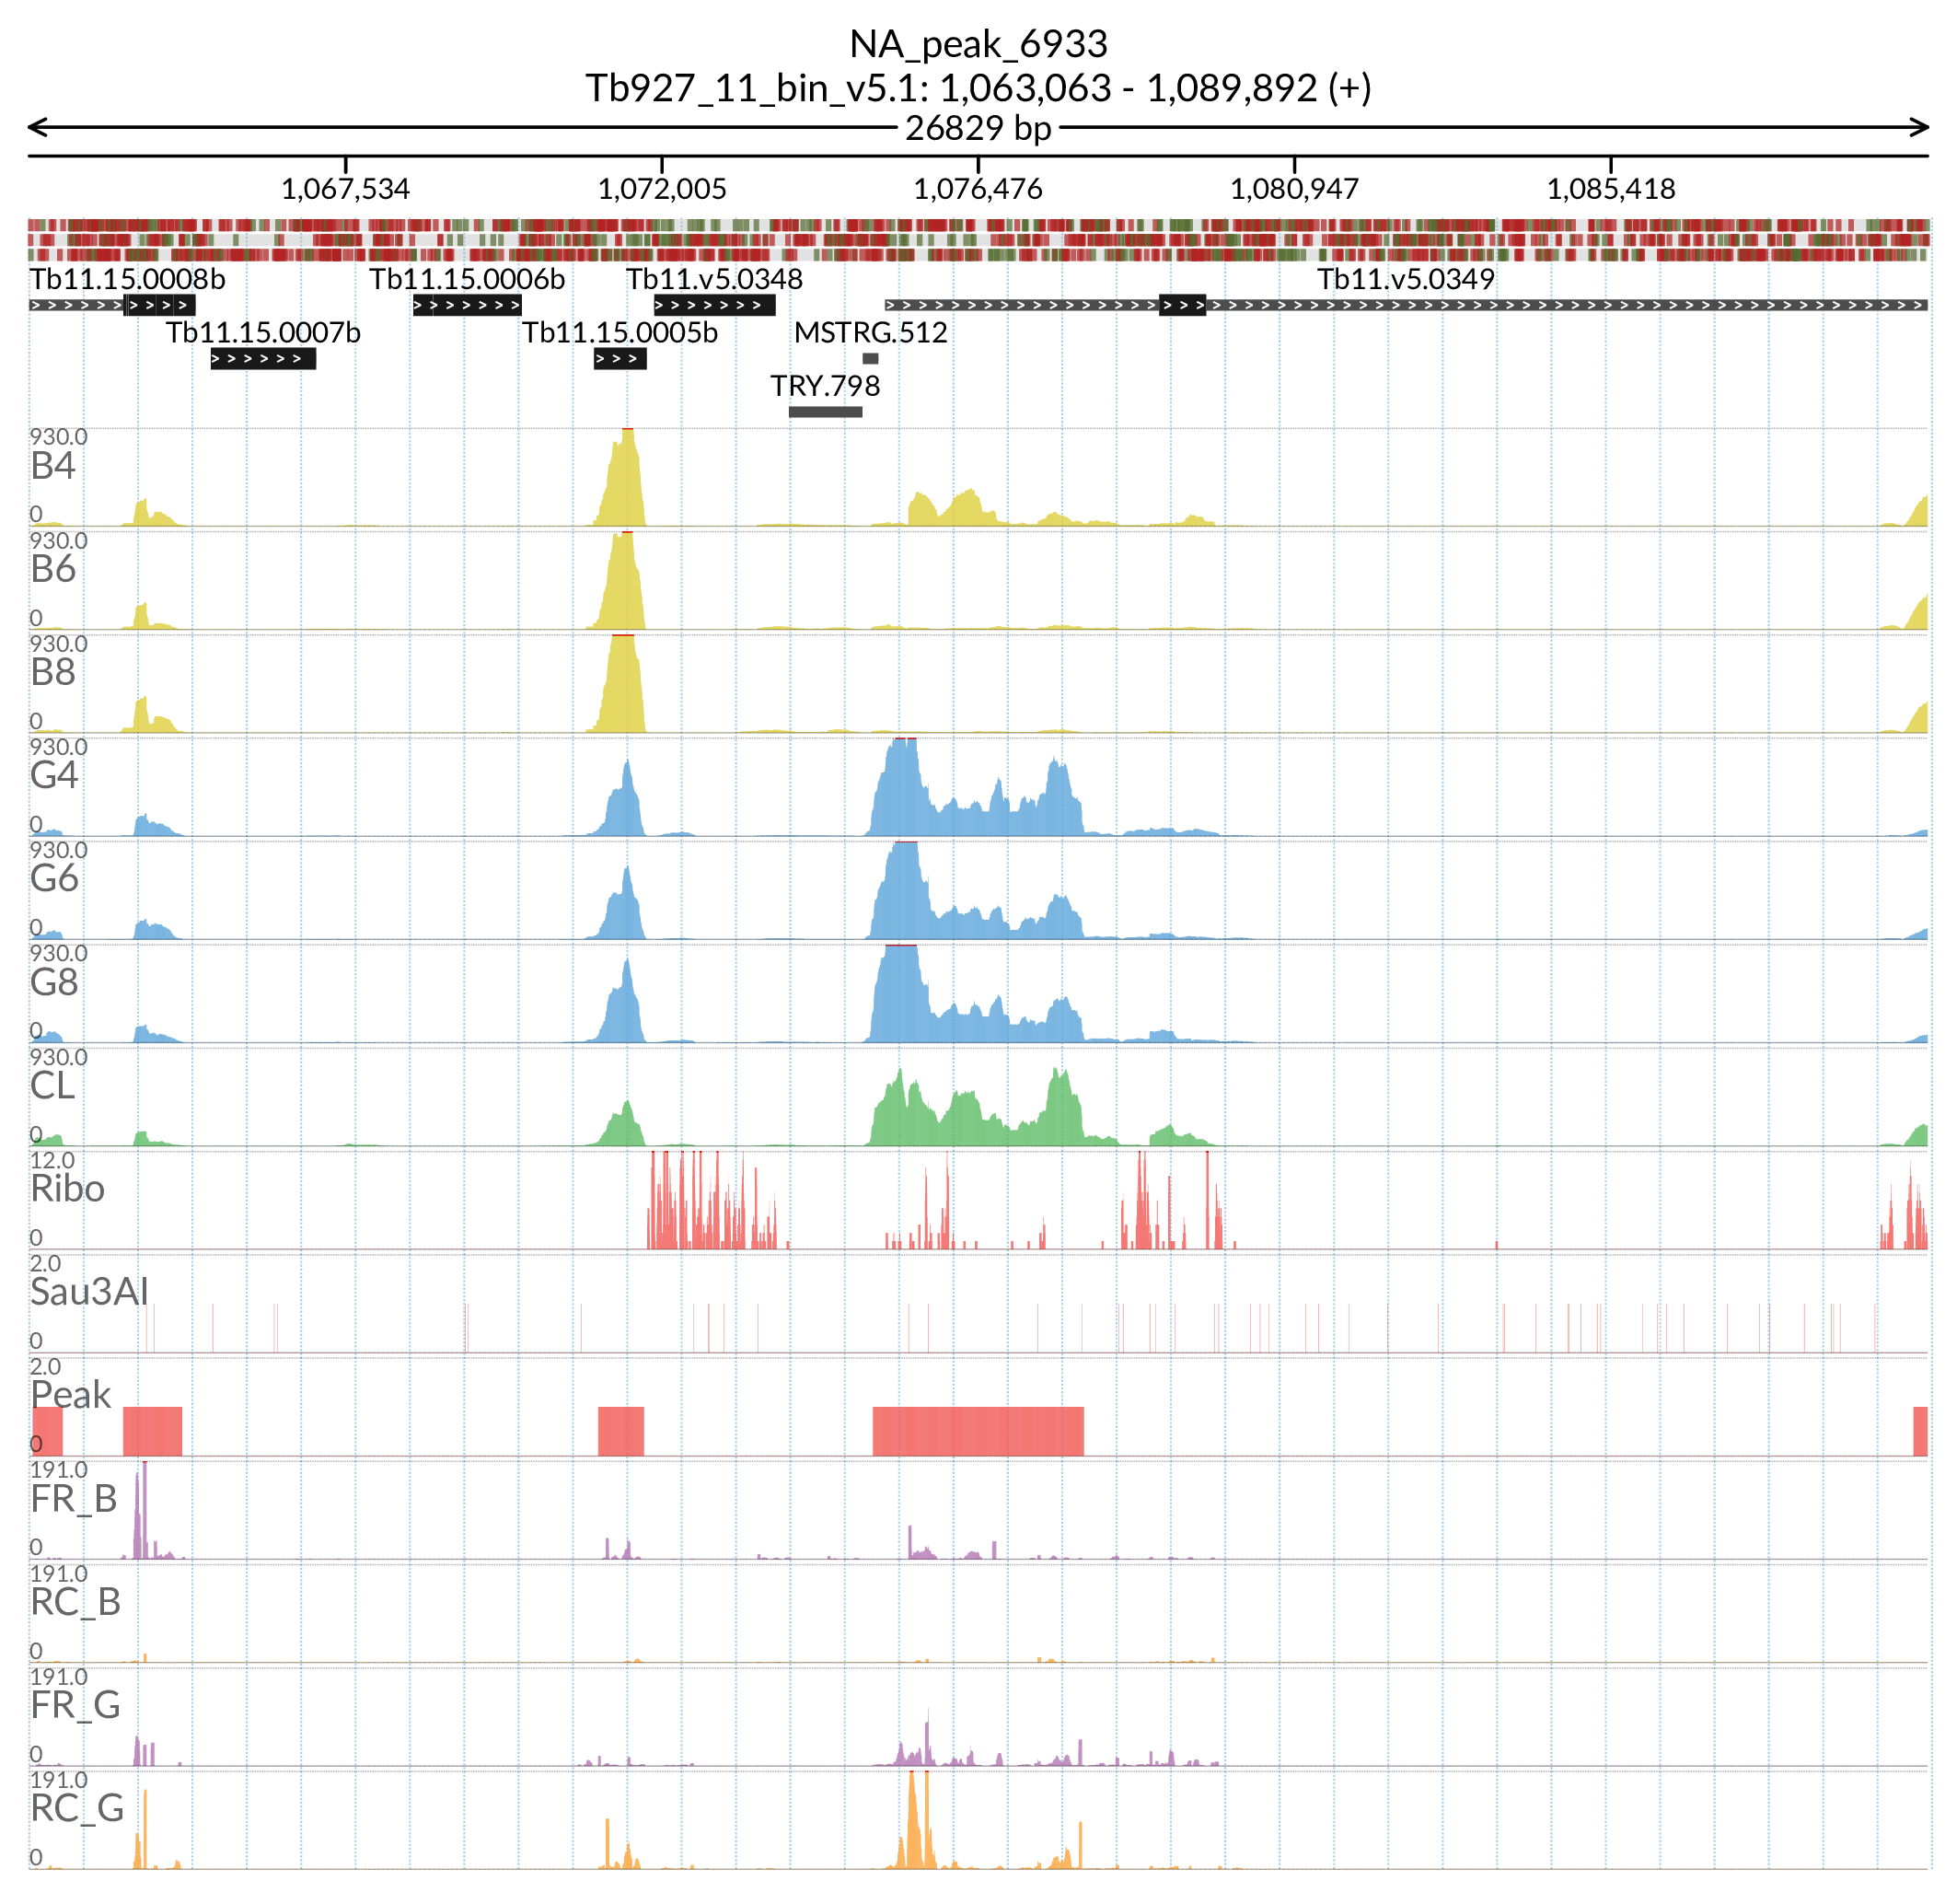 NA_peak_6933
Tb927_11_bin_v5.1: 1,063,063 - 1,089,892 (+)
26829 bp
1,067,534 1,072,005 1,076,476 1,080,947 1,085,418
Tb11.15.0008b Tb11.15.0006b Tb11.v5.0348 Tb11.v5.0349
Tb11.15.0007b Tb11.15.0005b MSTRG.512
TRY.798
930.0
B4
0
930.0
B6
0
930.0
B8
0
930.0
G4
0
930.0
G6
0
930.0
G8
0
930.0
CL
0
12.0
Ribo
0
2.0
Sau3AI
0
2.0
Peak
0
191.0
FR_B
0
191.0
RC_B
0
191.0
FR_G
0
191.0
RC_G
0